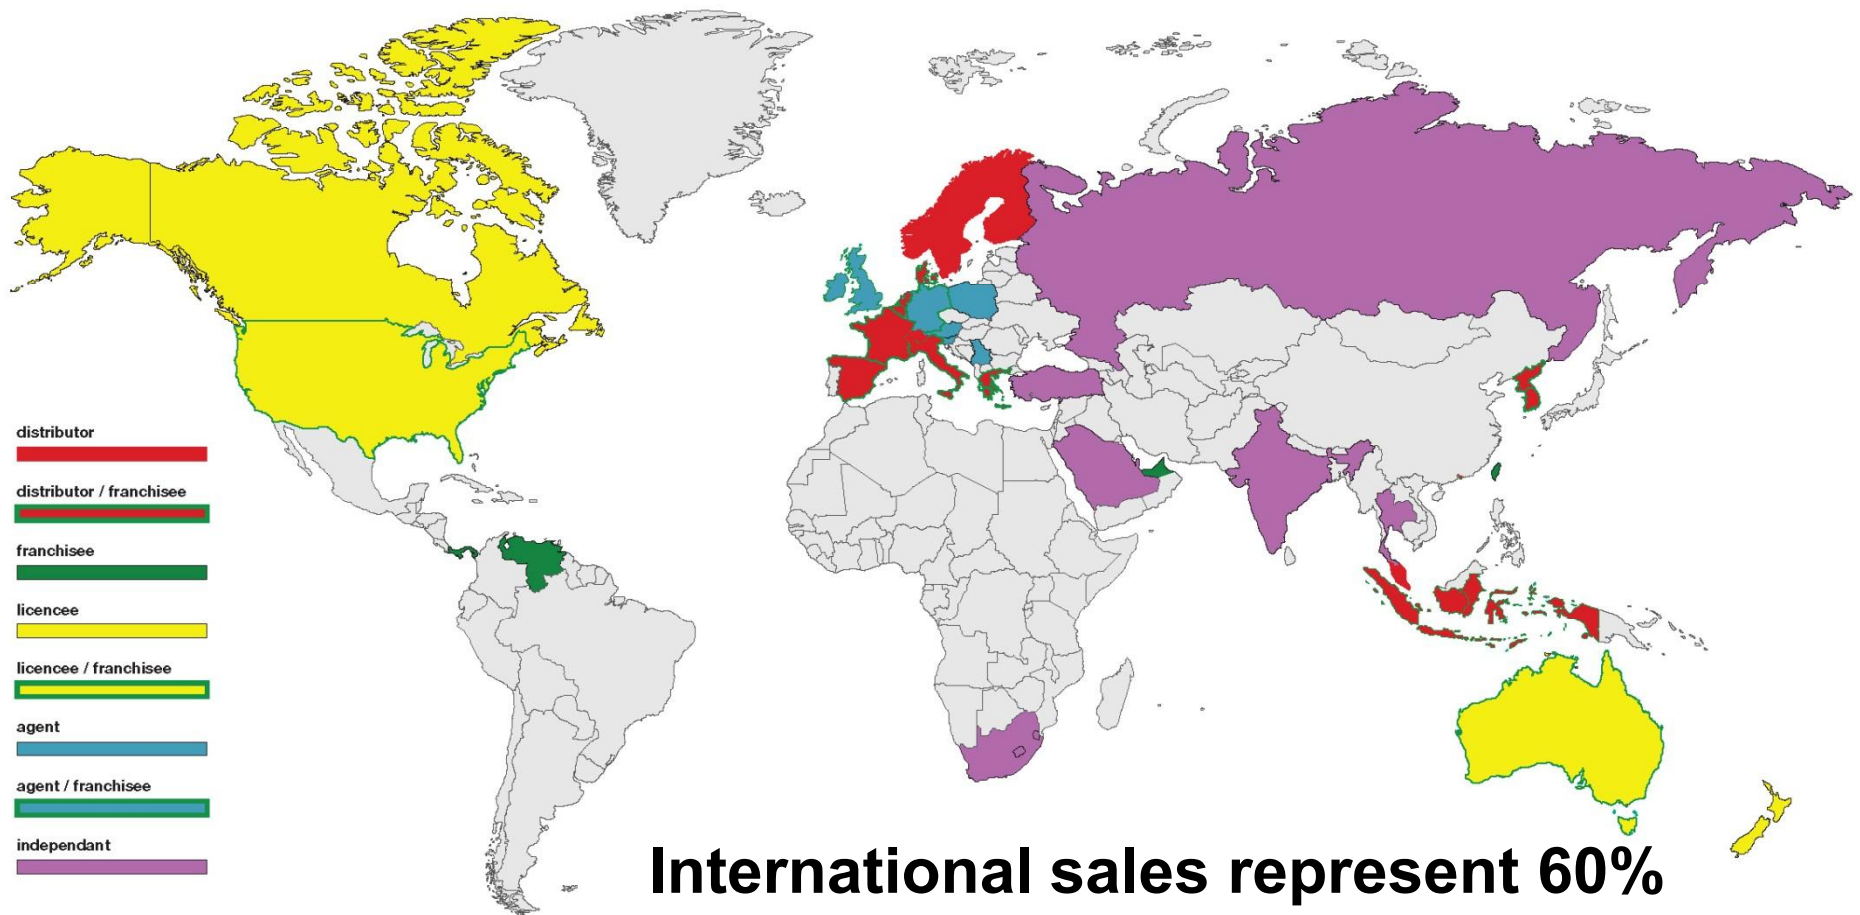 distributor
distributor / franchisee
franchisee
licencee
licencee / franchisee
agent
agent / franchisee
independant
International sales represent 60%